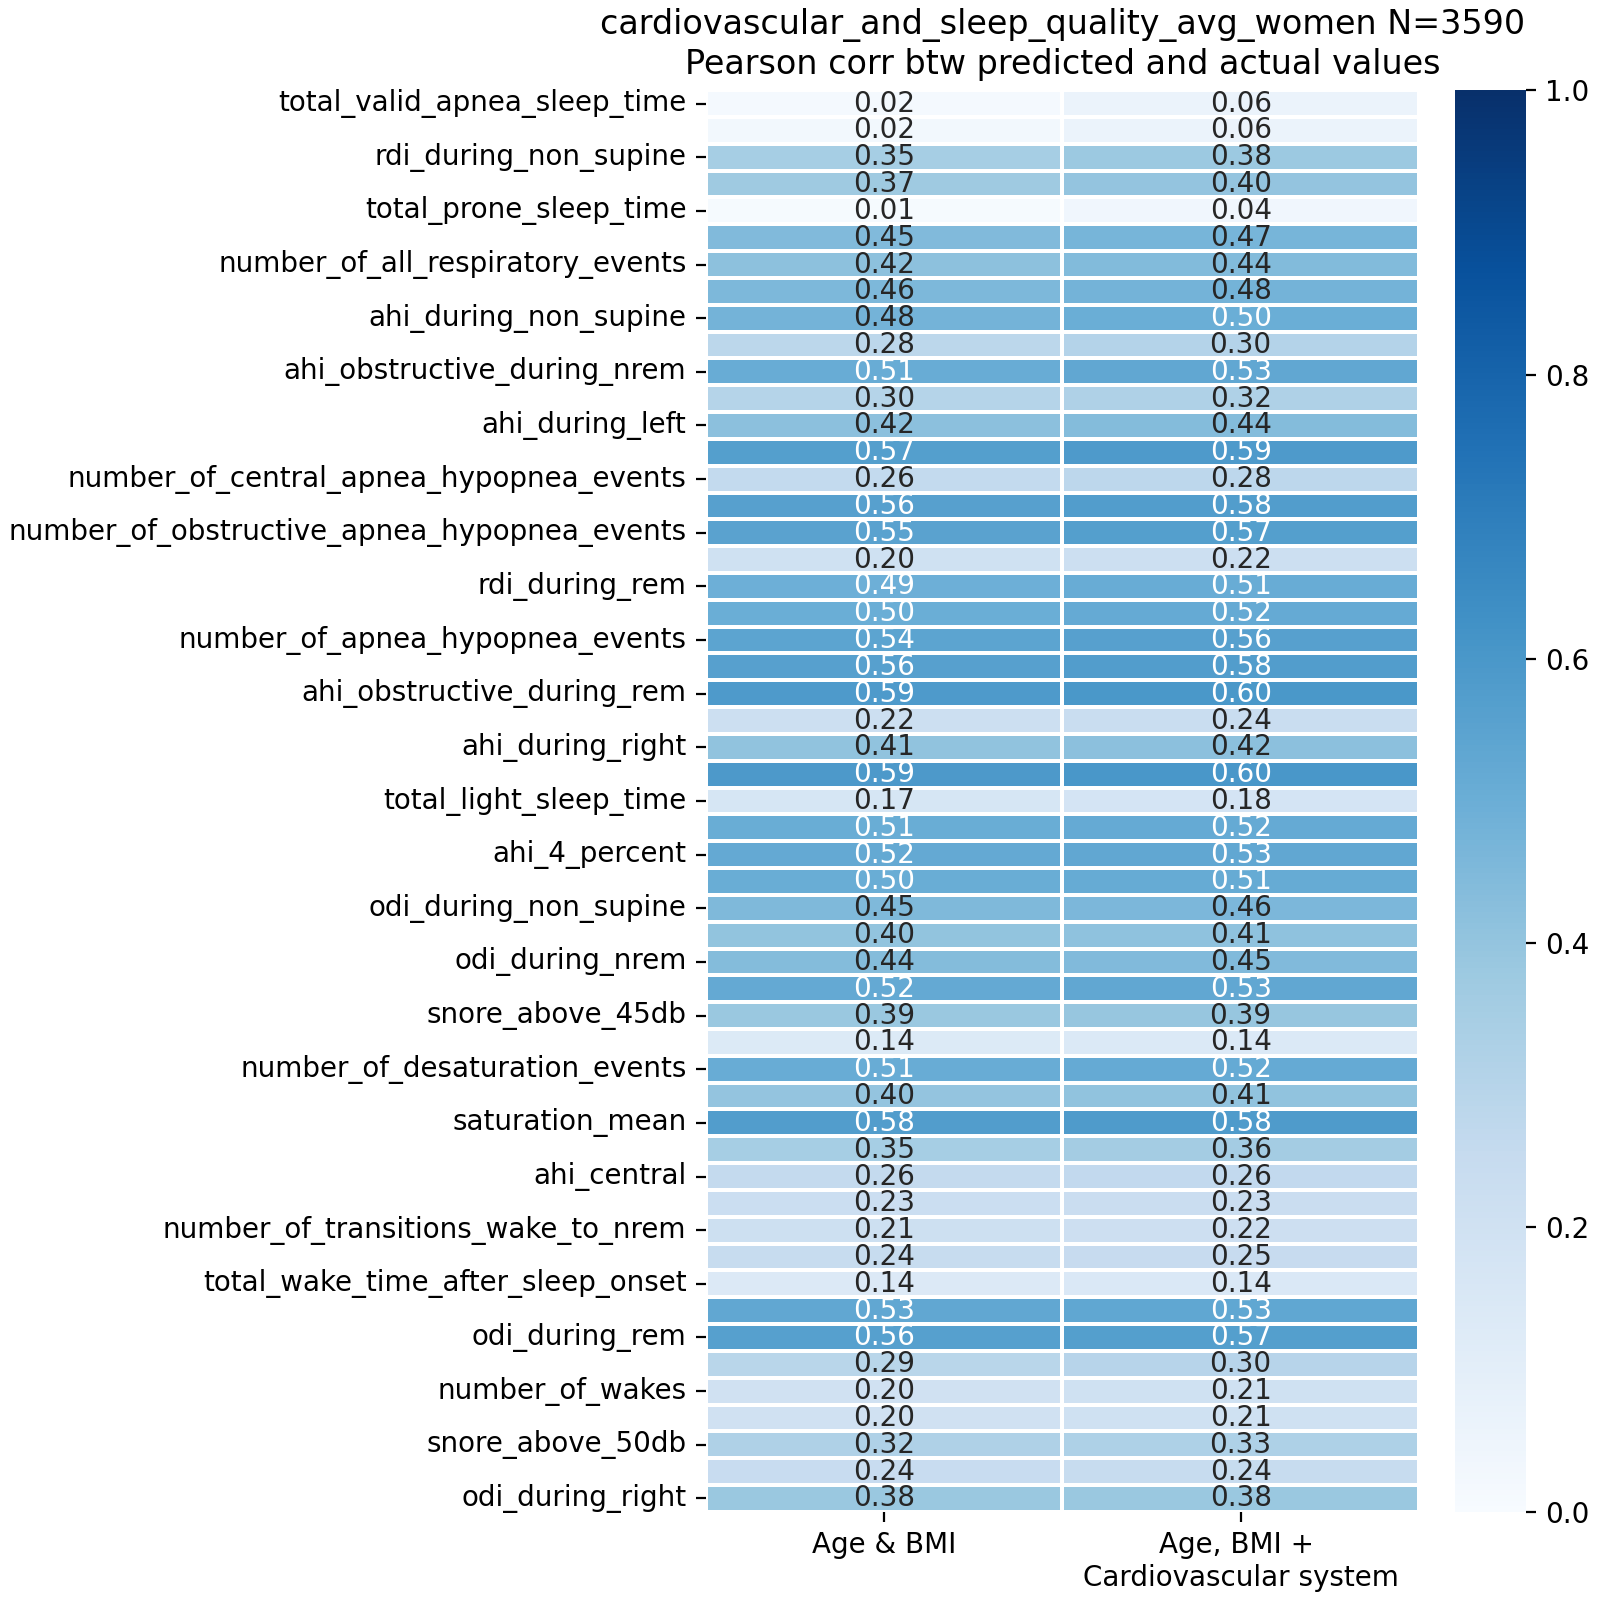 cardiovascular_and_sleep_quality_avg_women N=3590
Pearson corr btw predicted and actual values
total_valid_apnea_sleep_time 0.02 0.06
0.02 0.06
rdi_during_non_supine 0.35 0.38
0.37 0.40
total_prone_sleep_time 0.01 0.04
0.45 0.47
number_of_all_respiratory_events 0.42 0.44
0.46 0.48
ahi_during_non_supine 0.48 0.50
0.28 0.30
ahi_obstructive_during_nrem 0.51 0.53
0.30 0.32
ahi_during_left 0.42 0.44
0.57 0.59
number_of_central_apnea_hypopnea_events 0.26 0.28
0.56 0.58
number_of_obstructive_apnea_hypopnea_events 0.55 0.57
0.20 0.22
rdi_during_rem 0.49 0.51
0.50 0.52
number_of_apnea_hypopnea_events 0.54 0.56
0.56 0.58
ahi_obstructive_during_rem 0.59 0.60
0.22 0.24
ahi_during_right 0.41 0.42
0.59 0.60
total_light_sleep_time 0.17 0.18
0.51 0.52
ahi_4_percent 0.52 0.53
0.50 0.51
odi_during_non_supine 0.45 0.46
0.40 0.41
odi_during_nrem 0.44 0.45
0.52 0.53
snore_above_45db 0.39 0.39
0.14 0.14
number_of_desaturation_events 0.51 0.52
0.40 0.41
saturation_mean 0.58 0.58
0.35 0.36
ahi_central 0.26 0.26
0.23 0.23
number_of_transitions_wake_to_nrem 0.21 0.22
0.24 0.25
total_wake_time_after_sleep_onset 0.14 0.14
0.53 0.53
odi_during_rem 0.56 0.57
0.29 0.30
number_of_wakes 0.20 0.21
0.20 0.21
snore_above_50db 0.32 0.33
0.24 0.24
odi_during_right 0.38 0.38
Age & BMI
Age, BMI +
Cardiovascular system
1.0
0.8
0.6
0.4
0.2
0.0